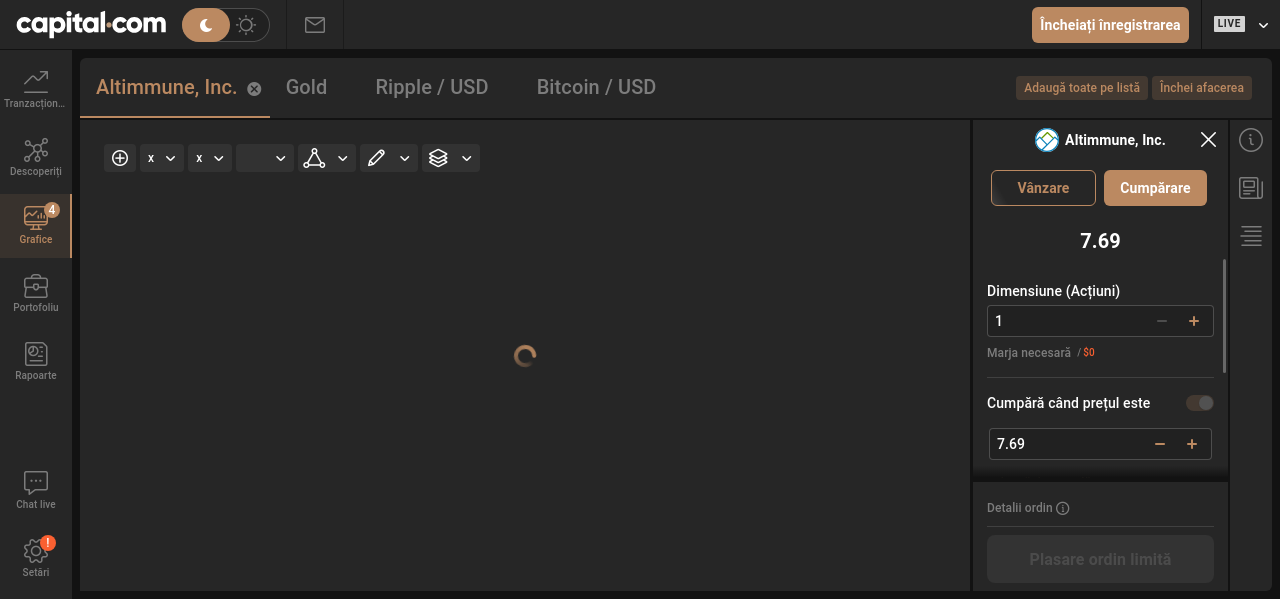 capital.com
Încheiați înregistrarea
LIVE
Tranzacțion...
Descoperiți
4
Grafice
Portofoliu
Rapoarte
Chat live
!
Setări
Altimmune, Inc.
Gold
Ripple / USD
Bitcoin / USD
Adaugă toate pe listă
Închei afacerea
x
x
Altimmune, Inc.
Vânzare
Cumpărare
7.69
Dimensiune (Acțiuni)
1
Marja necesară / $0
Cumpără când prețul este
7.69
Detalii ordin
Plasare ordin limită